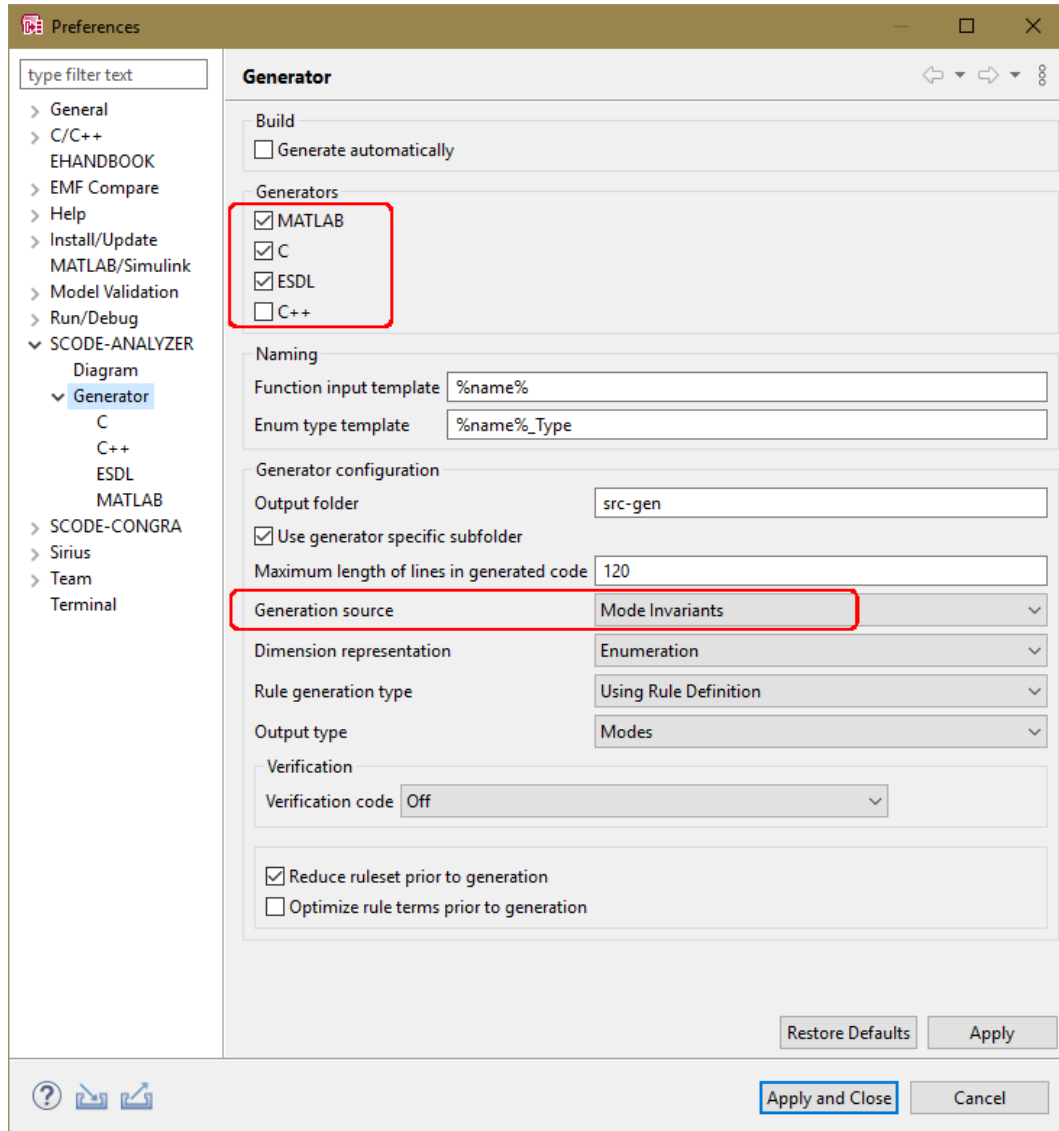 Preferences
type filter text
General
C/C++
EHANDBOOK
EMF Compare
Help
Install/Update
MATLAB/Simulink
Model Validation
Run/Debug
SCODE-ANALYZER
Diagram
Generator
C
C++
ESDL
MATLAB
SCODE-CONGRA
Sirius
Team
Terminal
Generator
Build
Generate automatically
Generators
MATLAB
C
ESDL
C++
Naming
Function input template %name%
Enum type template %name%_Type
Generator configuration
Output folder src-gen
Use generator specific subfolder
Maximum length of lines in generated code 120
Generation source Mode Invariants
Dimension representation Enumeration
Rule generation type Using Rule Definition
Output type Modes
Verification
Verification code Off
Reduce ruleset prior to generation
Optimize rule terms prior to generation
Restore Defaults Apply
? Apply and Close Cancel